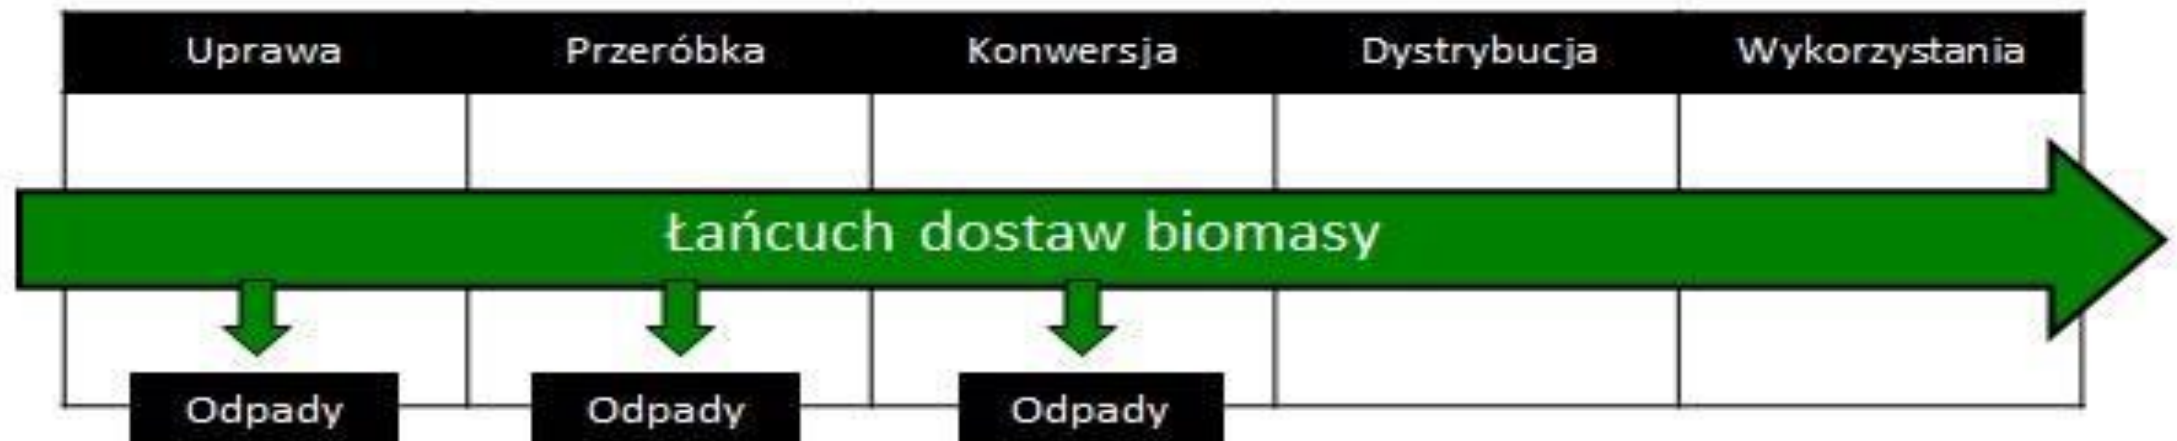 Uprawa
Przeróbka
Konwersja
Dystrybucja
Wykorzystania
Łańcuch dostaw biomasy
Odpady
Odpady
Odpady